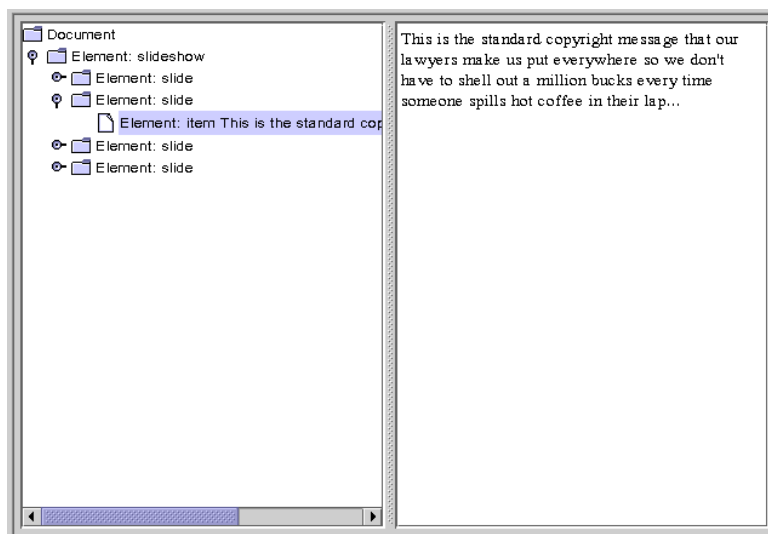 Document
Element: slideshow
Element: slide
Element: slide
Element: item This is the standard cop
Element: slide
Element: slide
This is the standard copyright message that our
lawyers make us put everywhere so we don't
have to shell out a million bucks every time
someone spills hot coffee in their lap...